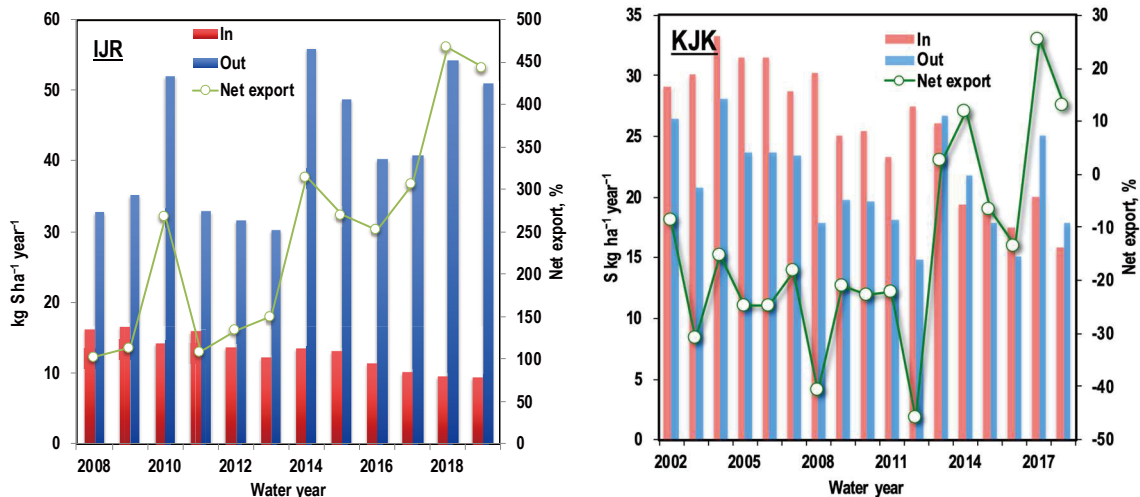 IJR
In
Out
Net export
kg S ha⁻¹ year⁻¹
60
50
40
30
20
10
0
Net export, %
500
450
400
350
300
250
200
150
100
50
0
2008 2010 2012 2014 2016 2018
Water year
KJK
In
Out
Net export
S kg ha⁻¹ year⁻¹
35
30
25
20
15
10
5
0
Net export, %
30
20
10
0
-10
-20
-30
-40
-50
2002 2005 2008 2011 2014 2017
Water year